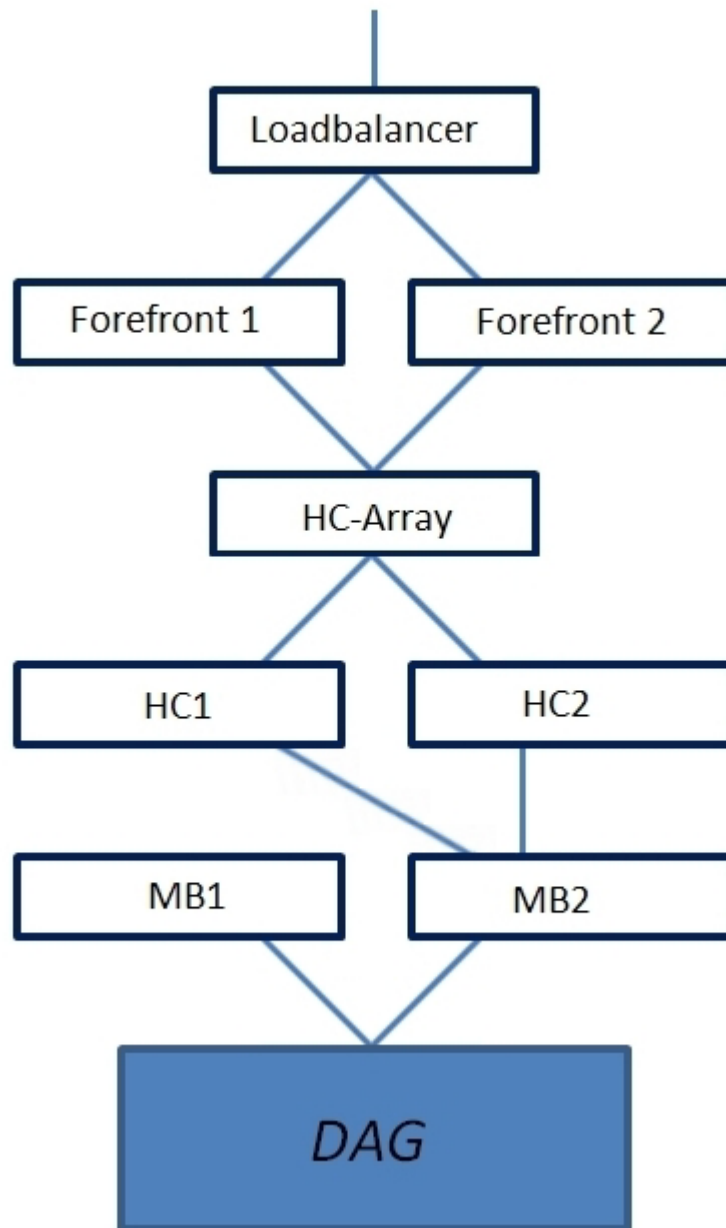 Loadbalancer
Forefront 1
Forefront 2
HC-Array
HC1
HC2
MB1
MB2
DAG